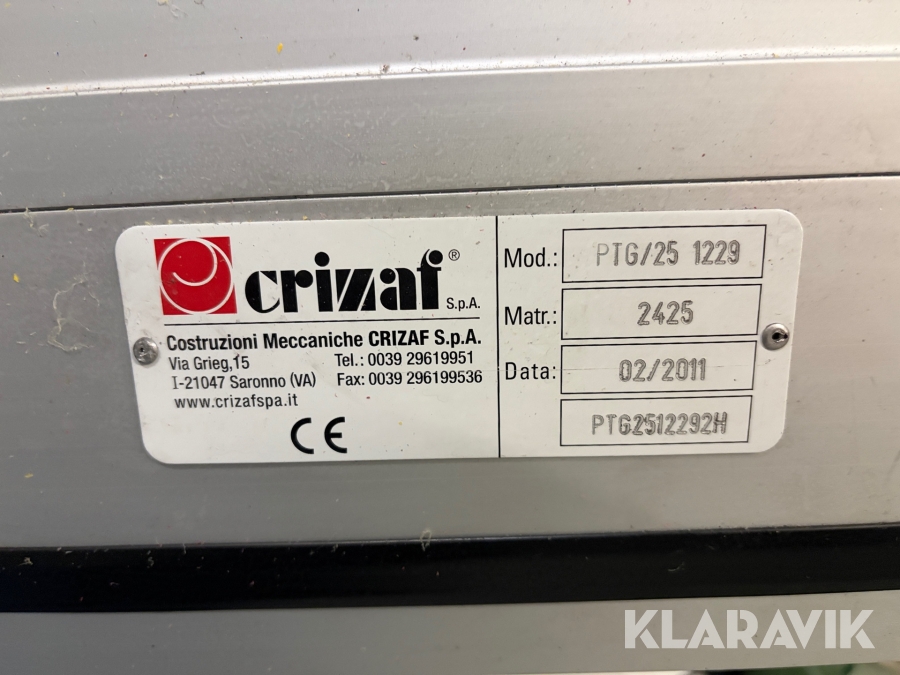 crizaf® S.p.A.
Costruzioni Meccaniche CRIZAF S.p.A.
Via Grieg,15 Tel.: 0039 29619951
I-21047 Saronno (VA) Fax: 0039 296199536
www.crizafspa.it
CE
Mod.: PTG/25 1229
Matr.: 2425
Data: 02/2011
PTG2512292H
KLARAVIK